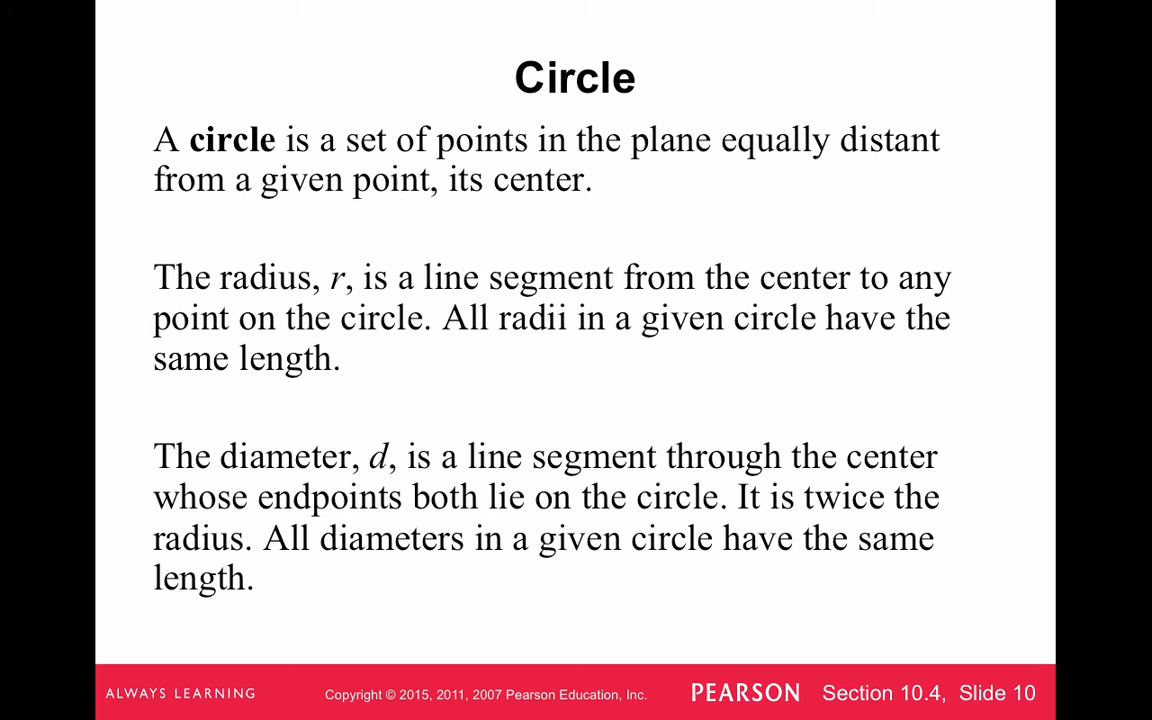 Circle
A circle is a set of points in the plane equally distant
from a given point, its center.
The radius, r, is a line segment from the center to any
point on the circle. All radii in a given circle have the
same length.
The diameter, d, is a line segment through the center
whose endpoints both lie on the circle. It is twice the
radius. All diameters in a given circle have the same
length.
ALWAYS LEARNING Copyright © 2015, 2011, 2007 Pearson Education, Inc. PEARSON Section 10.4, Slide 10